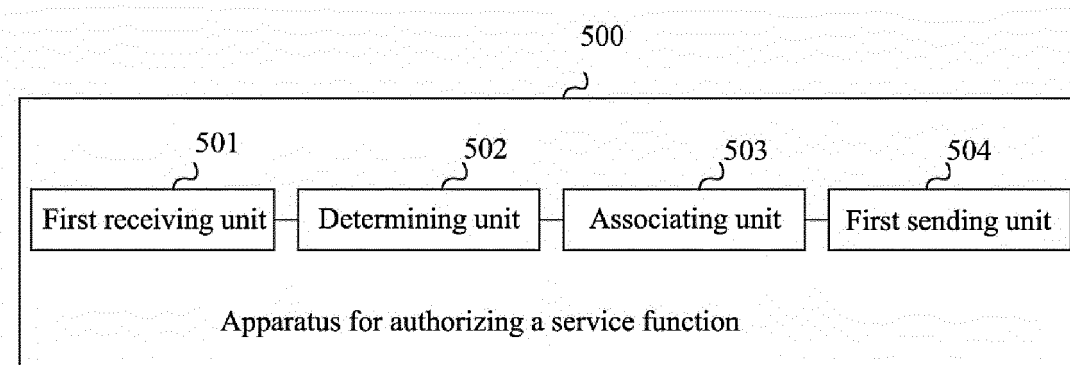 500
501 502 503 504
First receiving unit Determining unit Associating unit First sending unit
Apparatus for authorizing a service function